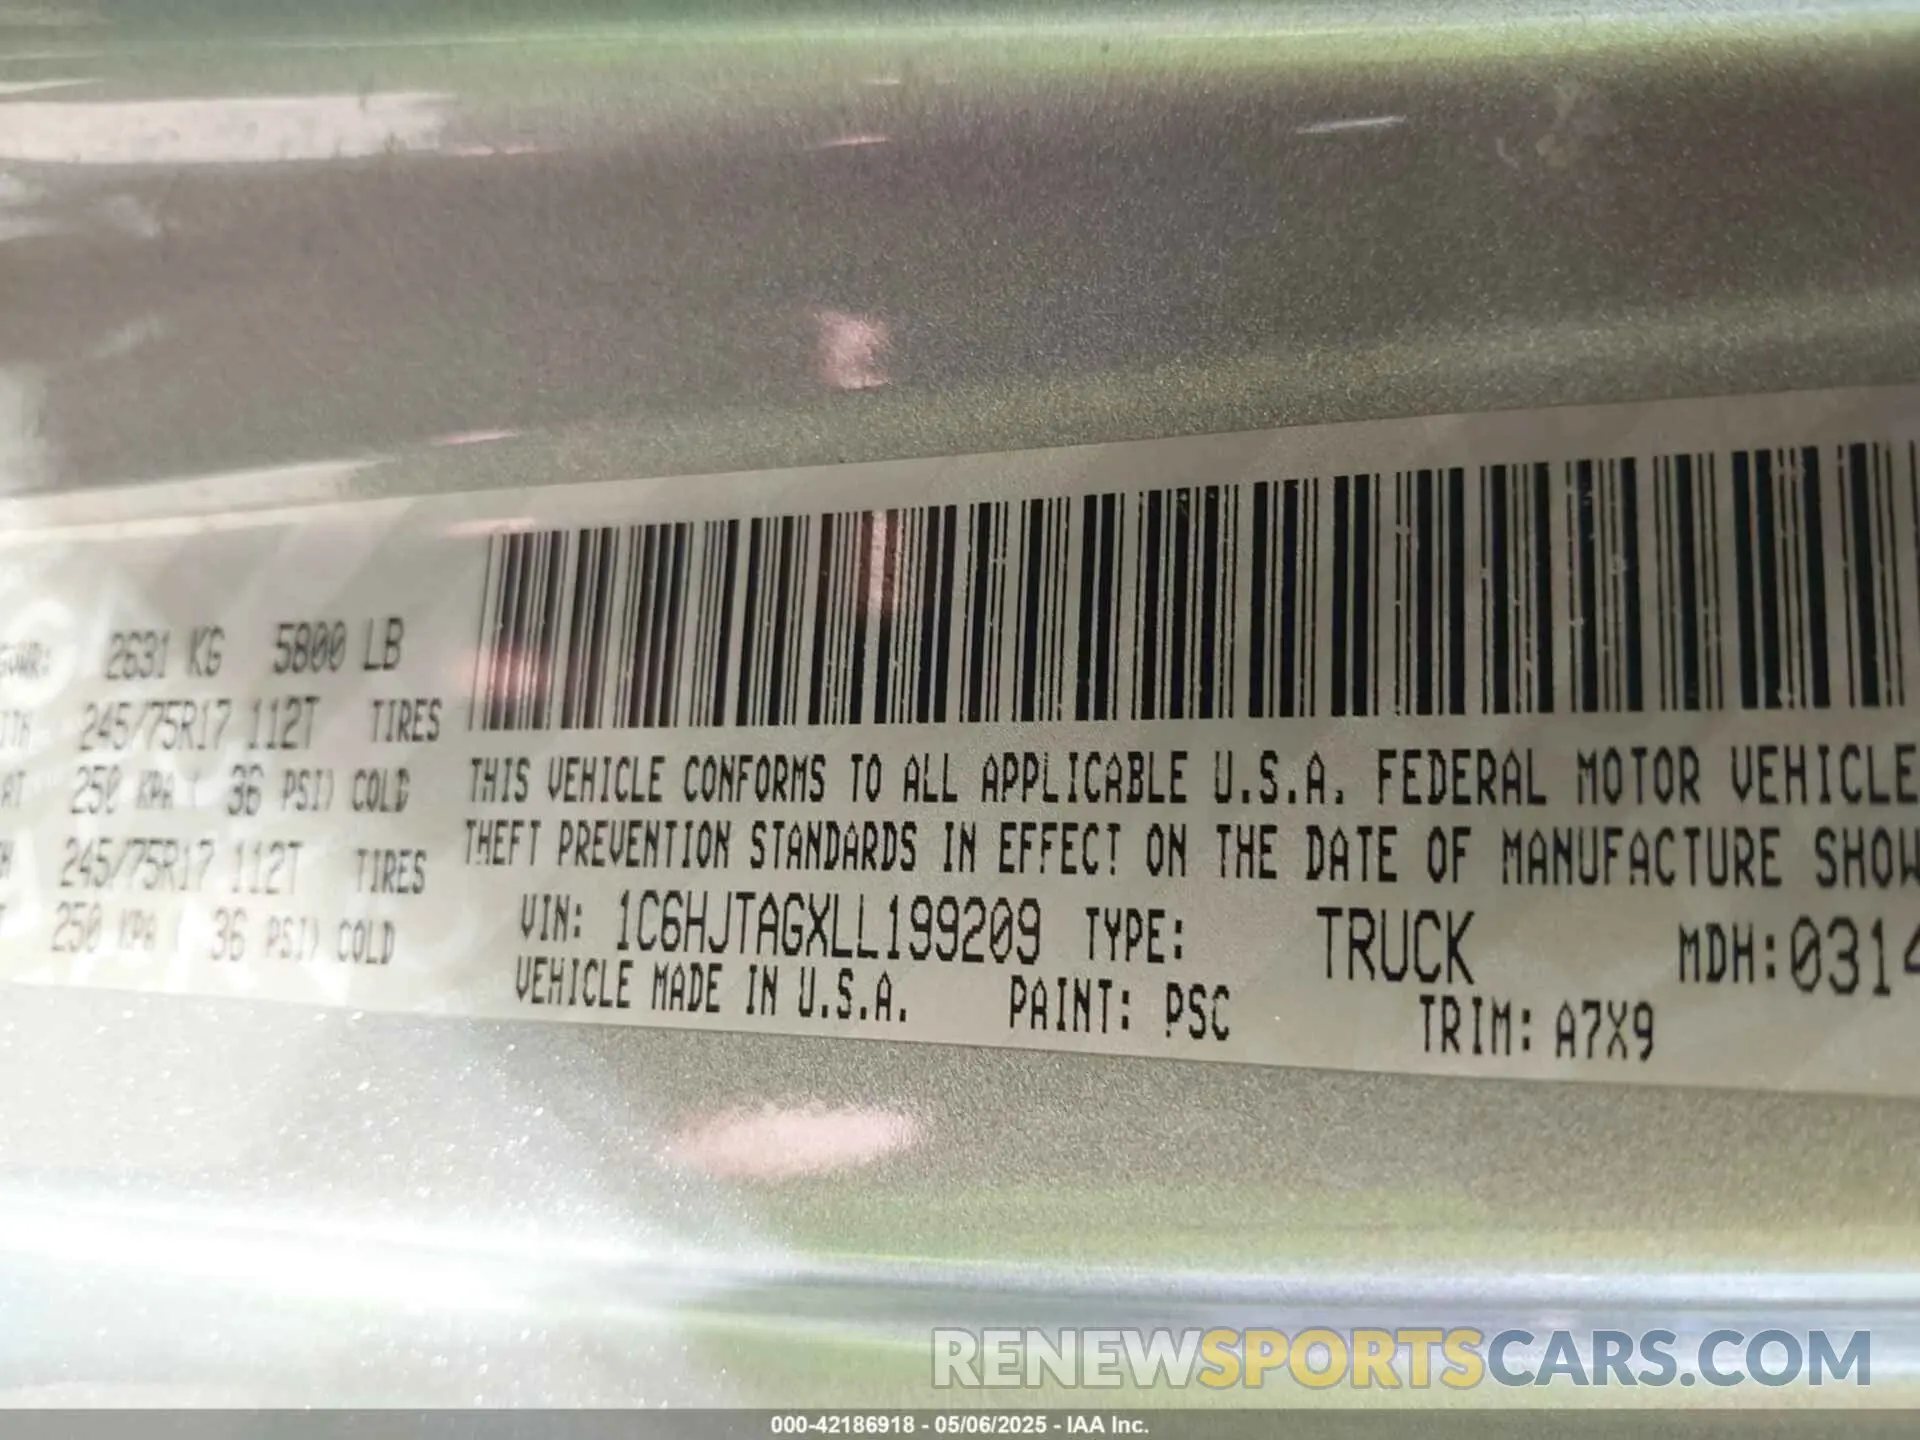 GVWR: 2631 KG 5800 LB
245/75R17 112T TIRES
AT 250 KPA ( 36 PSI) COLD
245/75R17 112T TIRES
250 KPA ( 36 PSI) COLD
THIS VEHICLE CONFORMS TO ALL APPLICABLE U.S.A. FEDERAL MOTOR VEHICLE
THEFT PREVENTION STANDARDS IN EFFECT ON THE DATE OF MANUFACTURE SHOW
VIN: 1C6HJTAGXLL199209 TYPE: TRUCK MDH:0314
VEHICLE MADE IN U.S.A. PAINT: PSC TRIM: A7X9
RENEWSPORTSCARS.COM
000-42186918 - 05/06/2025 - IAA Inc.